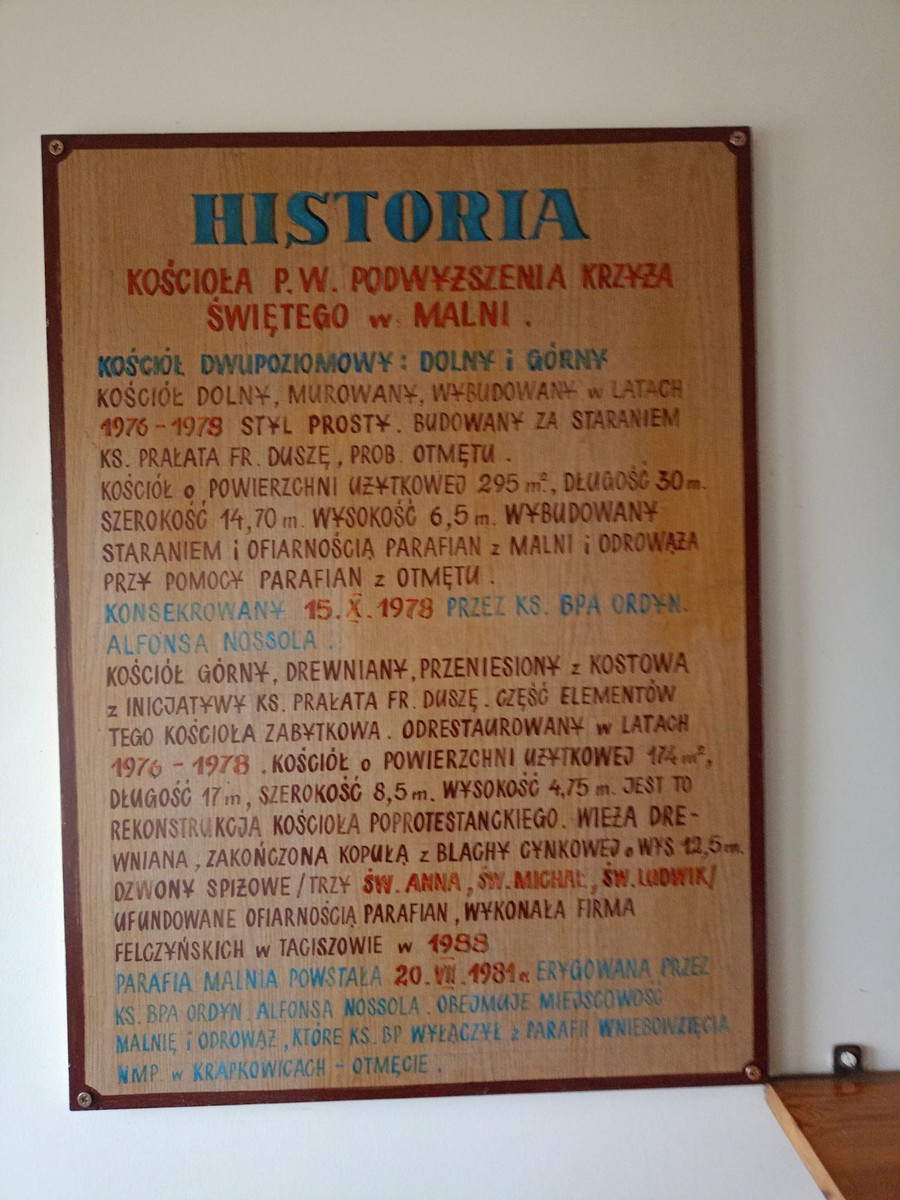 HISTORIA
KOŚCIOŁA P.W. PODWYŻSZENIA KRZYŻA
ŚWIĘTEGO w MALNI.
KOŚCIÓŁ DWUPOZIOMOWY: DOLNY i GÓRNY
KOŚCIÓŁ DOLNY, MUROWANY, WYBUDOWANY w LATACH
1976-1978 STYL PROSTY. BUDOWANY ZA STARANIEM
KS. PRAŁATA FR. DUSZĘ, PROB. OTMĘTU.
KOŚCIÓŁ o POWIERZCHNI UŻYTKOWEJ 295 m², DŁUGOŚĆ 30 m.
SZEROKOŚĆ 14,70 m. WYSOKOŚĆ 6,5 m. WYBUDOWANY
STARANIEM i OFIARNOŚCIĄ PARAFIAN z MALNI i ODROWĄŻA
PRZY POMOCY PARAFIAN z OTMĘTU.
KONSEKROWANY 15.X.1978 PRZEZ KS. BPA ORDYN.
ALFONSA NOSSOLA.
KOŚCIÓŁ GÓRNY, DREWNIANY, PRZENIESIONY z KOSTOWA
z INICJATYWY KS. PRAŁATA FR. DUSZĘ. CZĘŚĆ ELEMENTÓW
TEGO KOŚCIOŁA ZABYTKOWA. ODRESTAUROWANY w LATACH
1976 - 1978. KOŚCIÓŁ o POWIERZCHNI UŻYTKOWEJ 174 m²,
DŁUGOŚĆ 17 m, SZEROKOŚĆ 8,5 m. WYSOKOŚĆ 4,75 m. JEST TO
REKONSTRUKCJA KOŚCIOŁA POPROTESTANCKIEGO. WIEŻA DRE-
WNIANA, ZAKOŃCZONA KOPUŁĄ z BLACHY CYNKOWEJ o WYS 12,5 m.
DZWONY SPIŻOWE /TRZY ŚW. ANNA, ŚW. MICHAŁ, ŚW. LUDWIK/
UFUNDOWANE OFIARNOŚCIĄ PARAFIAN, WYKONAŁA FIRMA
FELCZYŃSKICH w TACISZOWIE w 1988
PARAFIA MALNIA POWSTAŁA 20.VII.1981 r. ERYGOWANA PRZEZ
KS. BPA ORDYN. ALFONSA NOSSOLA. OBEJMUJE MIEJSCOWOŚĆ
MALNIĘ i ODROWĄŻ, KTÓRE KS. BP WYŁĄCZYŁ z PARAFII WNIEBOWZIĘCIA
NMP. w KRAPKOWICACH - OTMĘCIE.